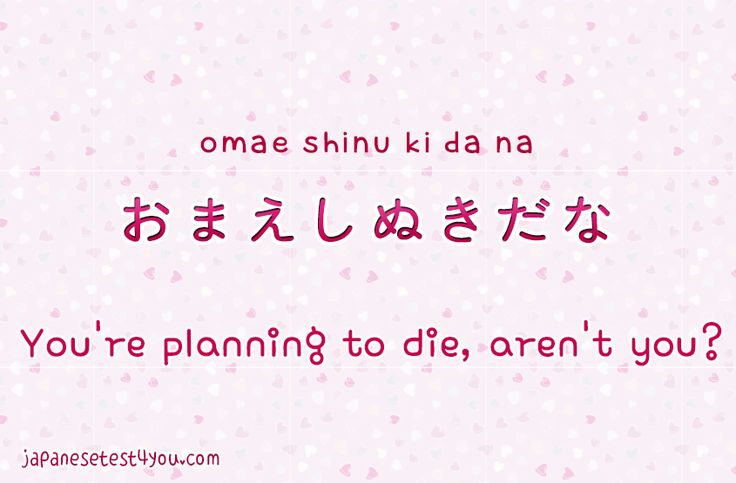 omae shinu ki da na
おまえしぬきだな
You're planning to die, aren't you?
japanesetest4you.com